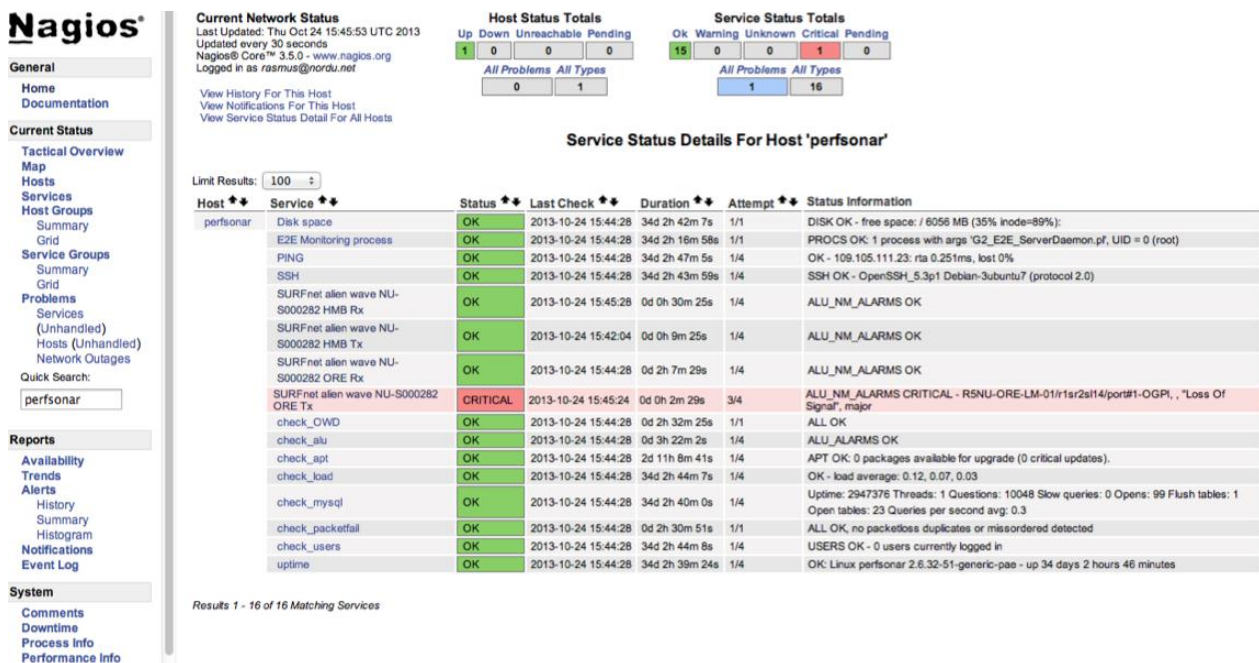 Nagios®
General
Home
Documentation
Current Status
Tactical Overview
Map
Hosts
Services
Host Groups
Summary
Grid
Service Groups
Summary
Grid
Problems
Services
(Unhandled)
Hosts (Unhandled)
Network Outages
Quick Search:
perfsonar
Reports
Availability
Trends
Alerts
History
Summary
Histogram
Notifications
Event Log
System
Comments
Downtime
Process Info
Performance Info
Current Network Status
Last Updated: Thu Oct 24 15:45:53 UTC 2013
Updated every 30 seconds
Nagios® Core™ 3.5.0 - www.nagios.org
Logged in as rasmus@nordu.net
View History For This Host
View Notifications For This Host
View Service Status Detail For All Hosts
Host Status Totals
Up Down Unreachable Pending
1 0 0 0
All Problems All Types
0 1
Service Status Totals
Ok Warning Unknown Critical Pending
15 0 0 1 0
All Problems All Types
1 16
Service Status Details For Host 'perfsonar'
Limit Results: 100
Host Service Status Last Check Duration Attempt Status Information
perfsonar Disk space OK 2013-10-24 15:44:28 34d 2h 42m 7s 1/1 DISK OK - free space: / 6056 MB (35% inode=89%):
E2E Monitoring process OK 2013-10-24 15:44:28 34d 2h 16m 58s 1/1 PROCS OK: 1 process with args 'G2_E2E_ServerDaemon.pl', UID = 0 (root)
PING OK 2013-10-24 15:44:28 34d 2h 47m 5s 1/4 OK - 109.105.111.23: rta 0.251ms, lost 0%
SSH OK 2013-10-24 15:44:28 34d 2h 43m 59s 1/4 SSH OK - OpenSSH_5.3p1 Debian-3ubuntu7 (protocol 2.0)
SURFnet alien wave NU-
S000282 HMB Rx OK 2013-10-24 15:45:28 0d 0h 30m 25s 1/4 ALU_NM_ALARMS OK
SURFnet alien wave NU-
S000282 HMB Tx OK 2013-10-24 15:42:04 0d 0h 9m 25s 1/4 ALU_NM_ALARMS OK
SURFnet alien wave NU-
S000282 ORE Rx OK 2013-10-24 15:44:28 0d 2h 7m 29s 1/4 ALU_NM_ALARMS OK
SURFnet alien wave NU-S000282
ORE Tx CRITICAL 2013-10-24 15:45:24 0d 0h 2m 29s 3/4 ALU_NM_ALARMS CRITICAL - R5NU-ORE-LM-01/r1sr2sl14/port#1-OGPI, , "Loss Of
Signal", major
check_OWD OK 2013-10-24 15:44:28 0d 2h 32m 25s 1/1 ALL OK
check_alu OK 2013-10-24 15:44:28 0d 3h 22m 2s 1/4 ALU_ALARMS OK
check_apt OK 2013-10-24 15:44:28 2d 11h 8m 41s 1/4 APT OK: 0 packages available for upgrade (0 critical updates).
check_load OK 2013-10-24 15:44:28 34d 2h 44m 7s 1/4 OK - load average: 0.12, 0.07, 0.03
check_mysql OK 2013-10-24 15:44:28 34d 2h 40m 0s 1/4 Uptime: 2947376 Threads: 1 Questions: 10048 Slow queries: 0 Opens: 99 Flush tables: 1
Open tables: 23 Queries per second avg: 0.3
check_packetfail OK 2013-10-24 15:44:28 0d 2h 30m 51s 1/1 ALL OK, no packetloss duplicates or missordered detected
check_users OK 2013-10-24 15:44:28 34d 2h 44m 8s 1/4 USERS OK - 0 users currently logged in
uptime OK 2013-10-24 15:44:28 34d 2h 39m 24s 1/4 OK: Linux perfsonar 2.6.32-51-generic-pae - up 34 days 2 hours 46 minutes
Results 1 - 16 of 16 Matching Services